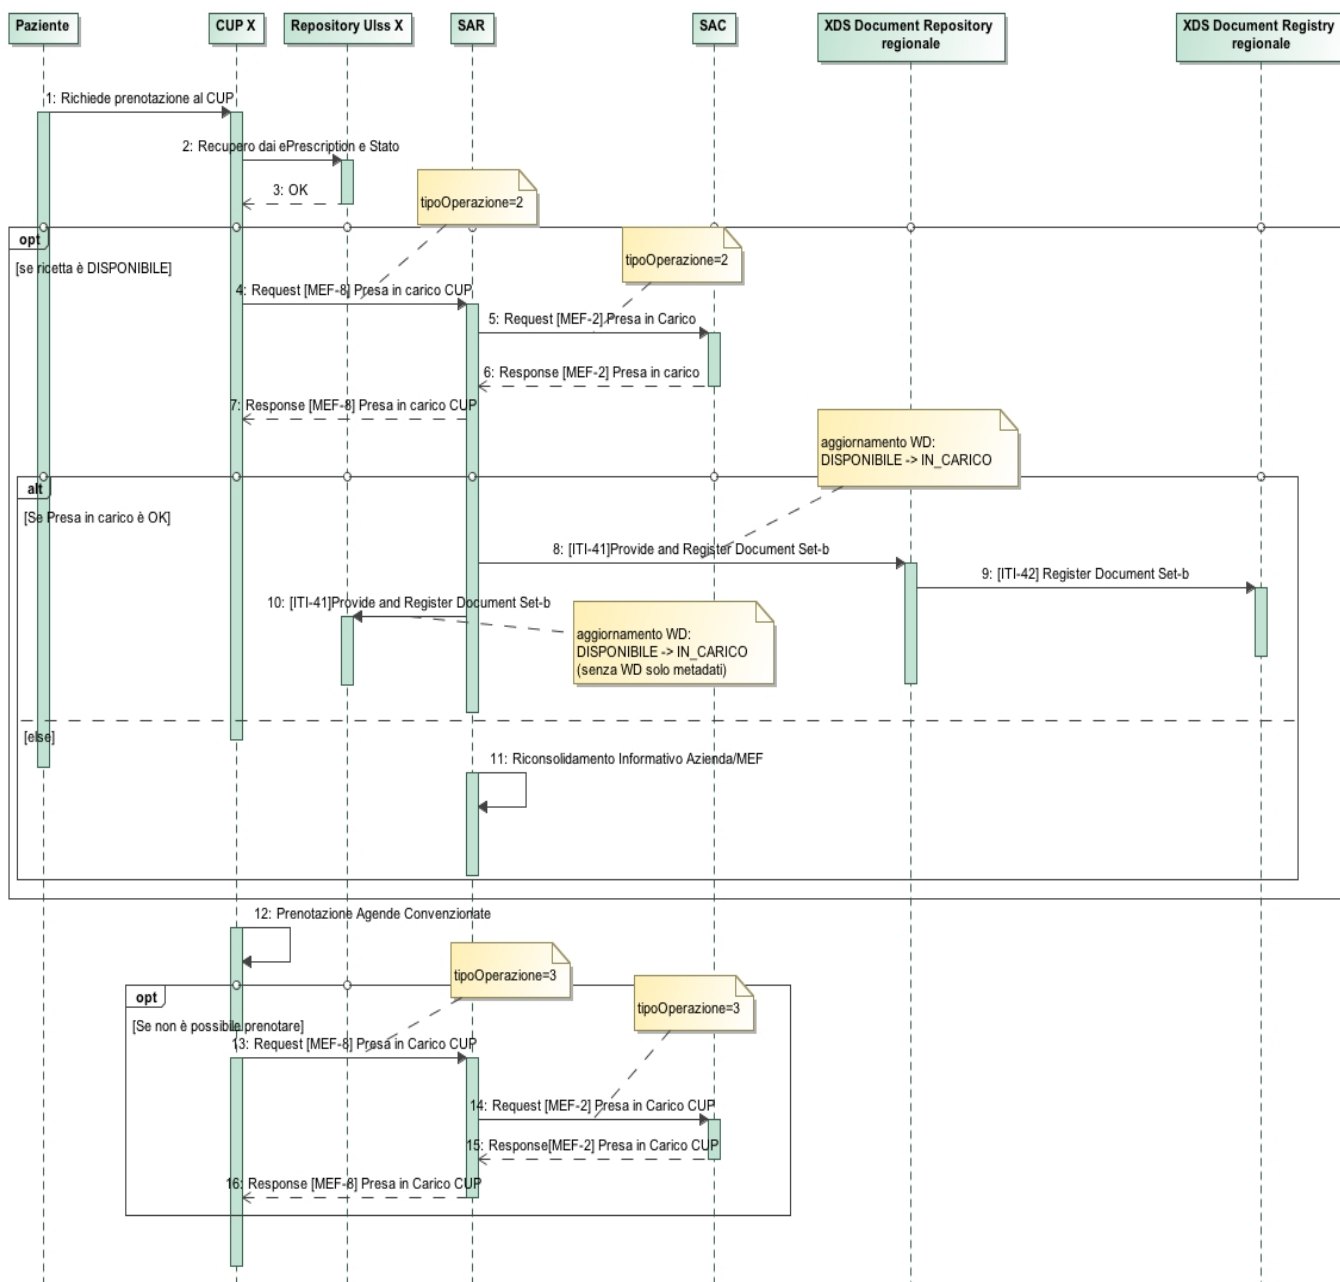 Paziente
CUP X
Repository Ulss X
SAR
SAC
XDS Document Repository
regionale
XDS Document Registry
regionale
1: Richiede prenotazione al CUP
2: Recupero dai ePrescription e Stato
3: OK
tipoOperazione=2
opt
[se ricetta è DISPONIBILE]
tipoOperazione=2
4: Request [MEF-8] Presa in carico CUP
5: Request [MEF-2] Presa in Carico
6: Response [MEF-2] Presa in carico
7: Response [MEF-8] Presa in carico CUP
aggiornamento WD:
DISPONIBILE -> IN_CARICO
alt
[Se Presa in carico è OK]
8: [ITI-41]Provide and Register Document Set-b
9: [ITI-42] Register Document Set-b
10: [ITI-41]Provide and Register Document Set-b
aggiornamento WD:
DISPONIBILE -> IN_CARICO
(senza WD solo metadati)
[else]
11: Riconsolidamento Informativo Azienda/MEF
12: Prenotazione Agende Convenzionate
tipoOperazione=3
opt
tipoOperazione=3
[Se non è possibile prenotare]
13: Request [MEF-8] Presa in Carico CUP
14: Request [MEF-2] Presa in Carico CUP
15: Response[MEF-2] Presa in Carico CUP
16: Response [MEF-8] Presa in Carico CUP